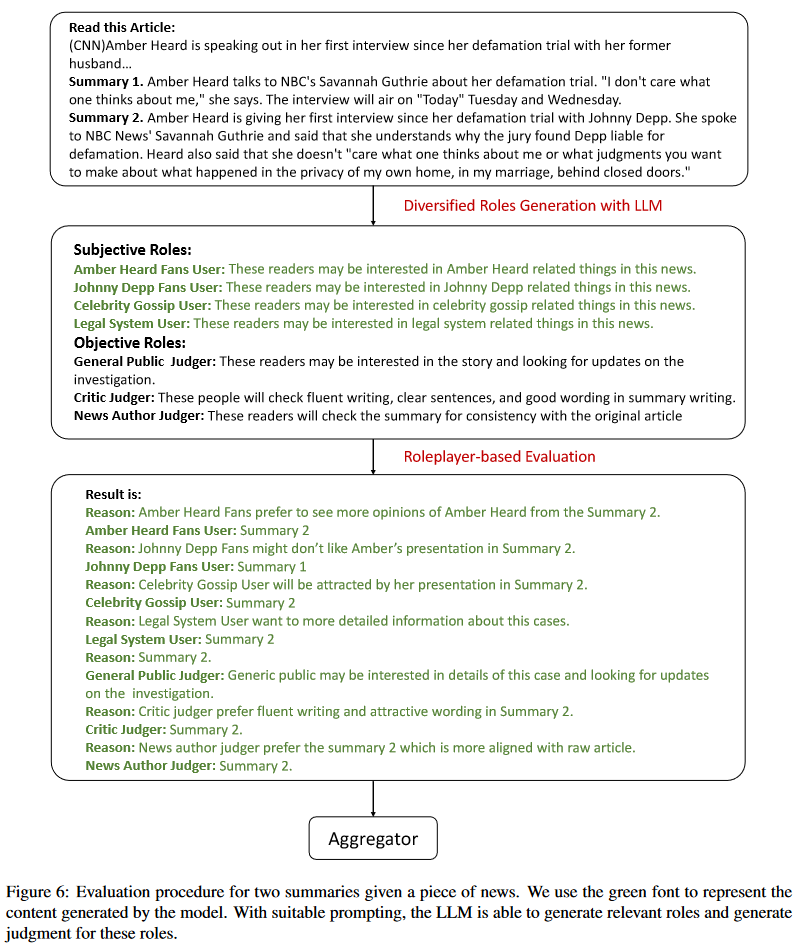 Read this Article:
(CNN)Amber Heard is speaking out in her first interview since her defamation trial with her former
husband…
Summary 1. Amber Heard talks to NBC's Savannah Guthrie about her defamation trial. "I don't care what
one thinks about me," she says. The interview will air on "Today" Tuesday and Wednesday.
Summary 2. Amber Heard is giving her first interview since her defamation trial with Johnny Depp. She spoke
to NBC News' Savannah Guthrie and said that she understands why the jury found Depp liable for
defamation. Heard also said that she doesn't "care what one thinks about me or what judgments you want
to make about what happened in the privacy of my own home, in my marriage, behind closed doors."
Diversified Roles Generation with LLM
Subjective Roles:
Amber Heard Fans User: These readers may be interested in Amber Heard related things in this news.
Johnny Depp Fans User: These readers may be interested in Johnny Depp related things in this news.
Celebrity Gossip User: These readers may be interested in celebrity gossip related things in this news.
Legal System User: These readers may be interested in legal system related things in this news.
Objective Roles:
General Public Judger: These readers may be interested in the story and looking for updates on the
investigation.
Critic Judger: These people will check fluent writing, clear sentences, and good wording in summary writing.
News Author Judger: These readers will check the summary for consistency with the original article
Roleplayer-based Evaluation
Result is:
Reason: Amber Heard Fans prefer to see more opinions of Amber Heard from the Summary 2.
Amber Heard Fans User: Summary 2
Reason: Johnny Depp Fans might don't like Amber's presentation in Summary 2.
Johnny Depp Fans User: Summary 1
Reason: Celebrity Gossip User will be attracted by her presentation in Summary 2.
Celebrity Gossip User: Summary 2
Reason: Legal System User want to more detailed information about this cases.
Legal System User: Summary 2
Reason: Summary 2.
General Public Judger: Generic public may be interested in details of this case and looking for updates
on the investigation.
Reason: Critic judger prefer fluent writing and attractive wording in Summary 2.
Critic Judger: Summary 2.
Reason: News author judger prefer the summary 2 which is more aligned with raw article.
News Author Judger: Summary 2.
Aggregator
Figure 6: Evaluation procedure for two summaries given a piece of news. We use the green font to represent the
content generated by the model. With suitable prompting, the LLM is able to generate relevant roles and generate
judgment for these roles.